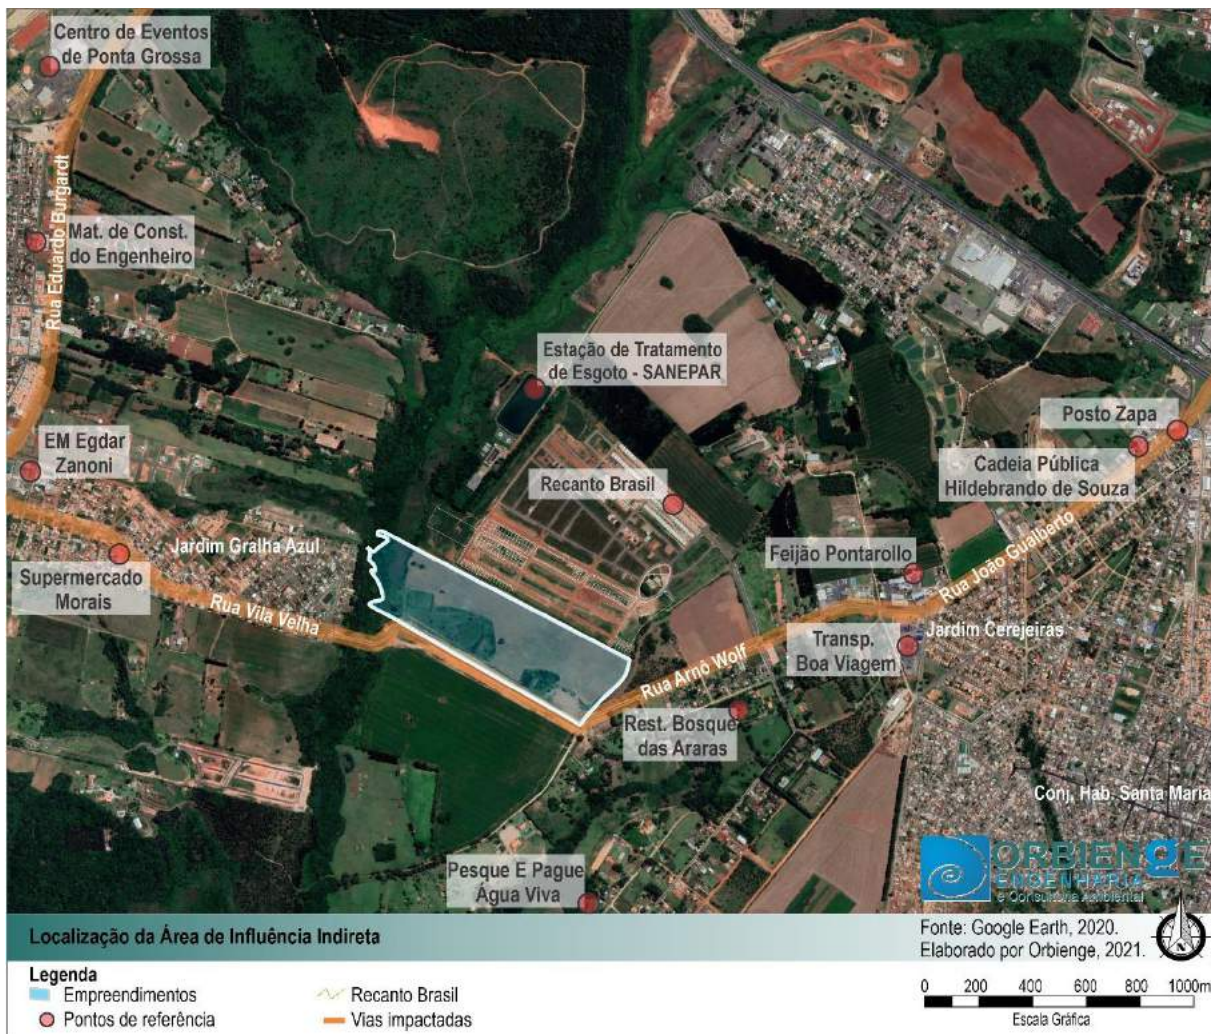 Centro de Eventos
de Ponta Grossa
Rua Eduardo Burgardt
Mat. de Const.
do Engenheiro
Estação de Tratamento
de Esgoto - SANEPAR
EM Egdar
Zanoni
Recanto Brasil
Posto Zapa
Cadeia Pública
Hildebrando de Souza
Jardim Gralha Azul
Feijão Pontarollo
Rua João Gualberto
Supermercado
Morais
Rua Vila Velha
Rua Arnô Wolf
Transp.
Boa Viagem
Jardim Cerejeiras
Rest. Bosque
das Araras
Conj, Hab. Santa Maria
Pesque E Pague
Água Viva
ORBIENGE
ENGENHARIA
e Consultoria Ambiental
Localização da Área de Influência Indireta
Fonte: Google Earth, 2020.
Elaborado por Orbienge, 2021.
N
Legenda
Empreendimentos
Recanto Brasil
Pontos de referência
Vias impactadas
0 200 400 600 800 1000m
Escala Gráfica